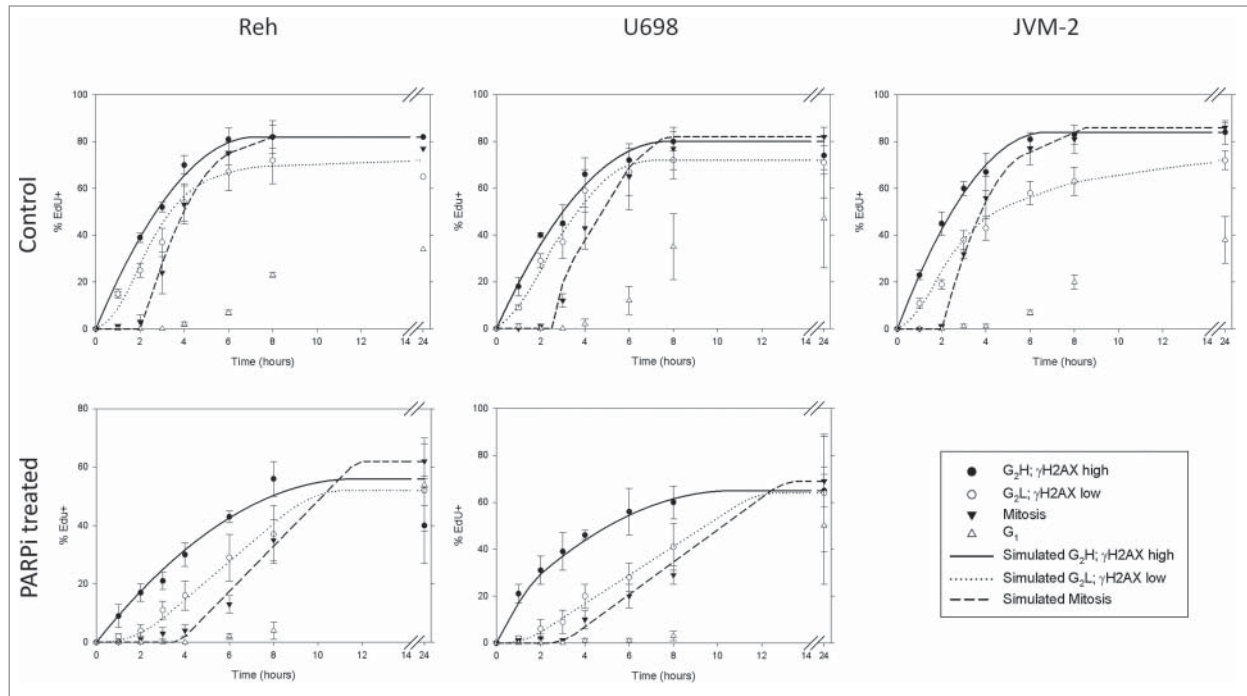 Reh
U698
JVM-2
Control
% EdU+
100
80
60
40
20
0
0 2 4 6 8 10 12 14 24
Time (hours)
% Edu+
100
80
60
40
20
0
0 2 4 6 8 10 12 14 24
Time (hours)
% EdU+
100
80
60
40
20
0
0 2 4 6 8 10 12 14 24
Time (hours)
PARPi treated
% EdU+
80
60
40
20
0
0 2 4 6 8 10 12 14 24
Time (hours)
% EdU+
100
80
60
40
20
0
0 2 4 6 8 10 12 14 24
Time (hours)
G₂H; γH2AX high
G₂L; γH2AX low
Mitosis
G₁
Simulated G₂H; γH2AX high
Simulated G₂L; γH2AX low
Simulated Mitosis